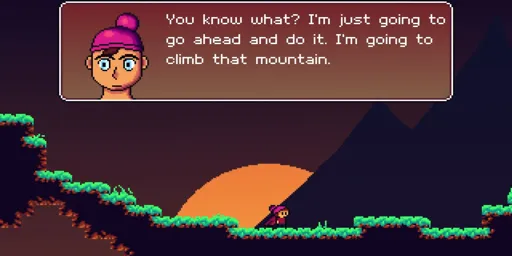 You know what? I'm just going to
go ahead and do it. I'm going to
climb that mountain.